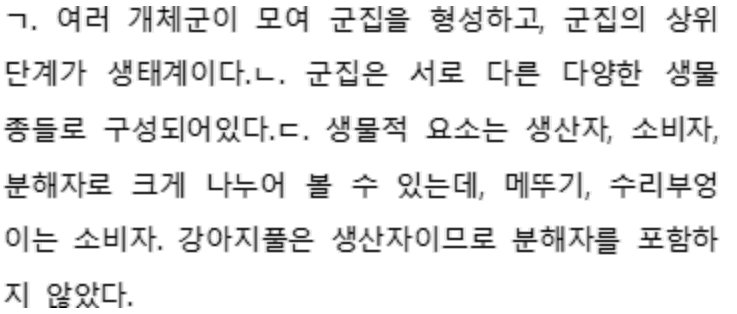 ㄱ. 여러 개체군이 모여 군집을 형성하고, 군집의 상위
단계가 생태계이다.ㄴ. 군집은 서로 다른 다양한 생물
종들로 구성되어있다.ㄷ. 생물적 요소는 생산자, 소비자,
분해자로 크게 나누어 볼 수 있는데, 메뚜기, 수리부엉
이는 소비자. 강아지풀은 생산자이므로 분해자를 포함하
지 않았다.